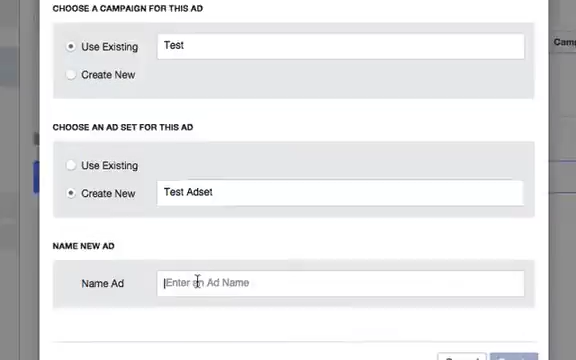 CHOOSE A CAMPAIGN FOR THIS AD
Camp
Use Existing
Test
Create New
CHOOSE AN AD SET FOR THIS AD
Use Existing
Create New
Test Adset
NAME NEW AD
Name Ad
Enter an Ad Name